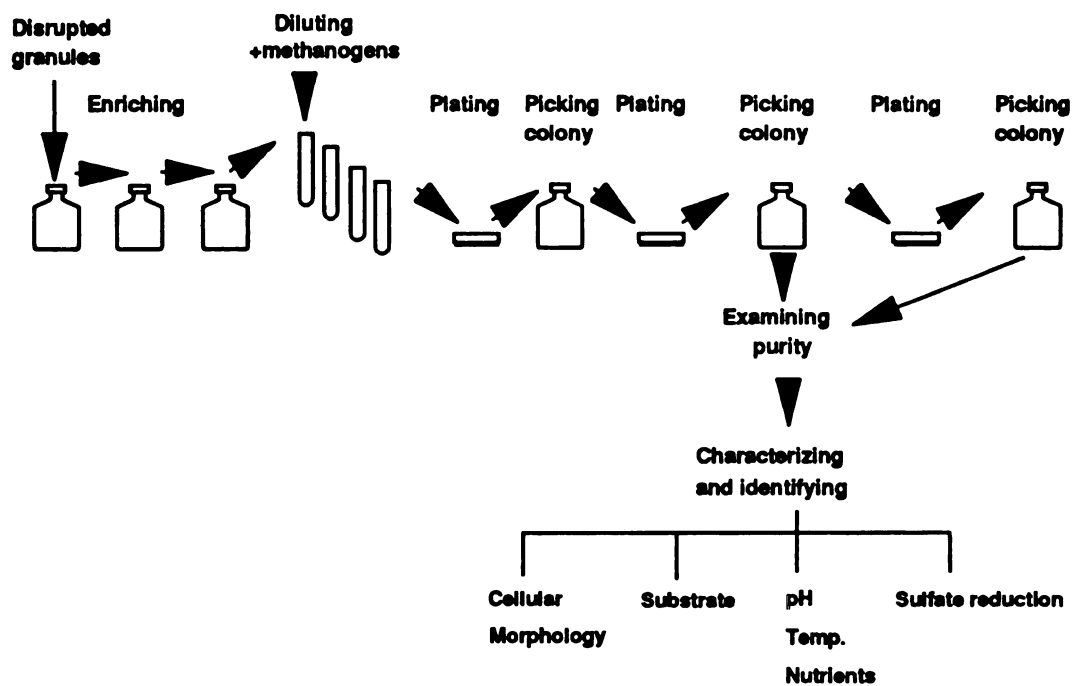 Disrupted
granules
Diluting
+methanogens
Enriching
Plating
Picking
colony
Plating
Picking
colony
Plating
Picking
colony
Examining
purity
Characterizing
and identifying
Cellular
Morphology
Substrate
pH
Temp.
Nutrients
Sulfate reduction